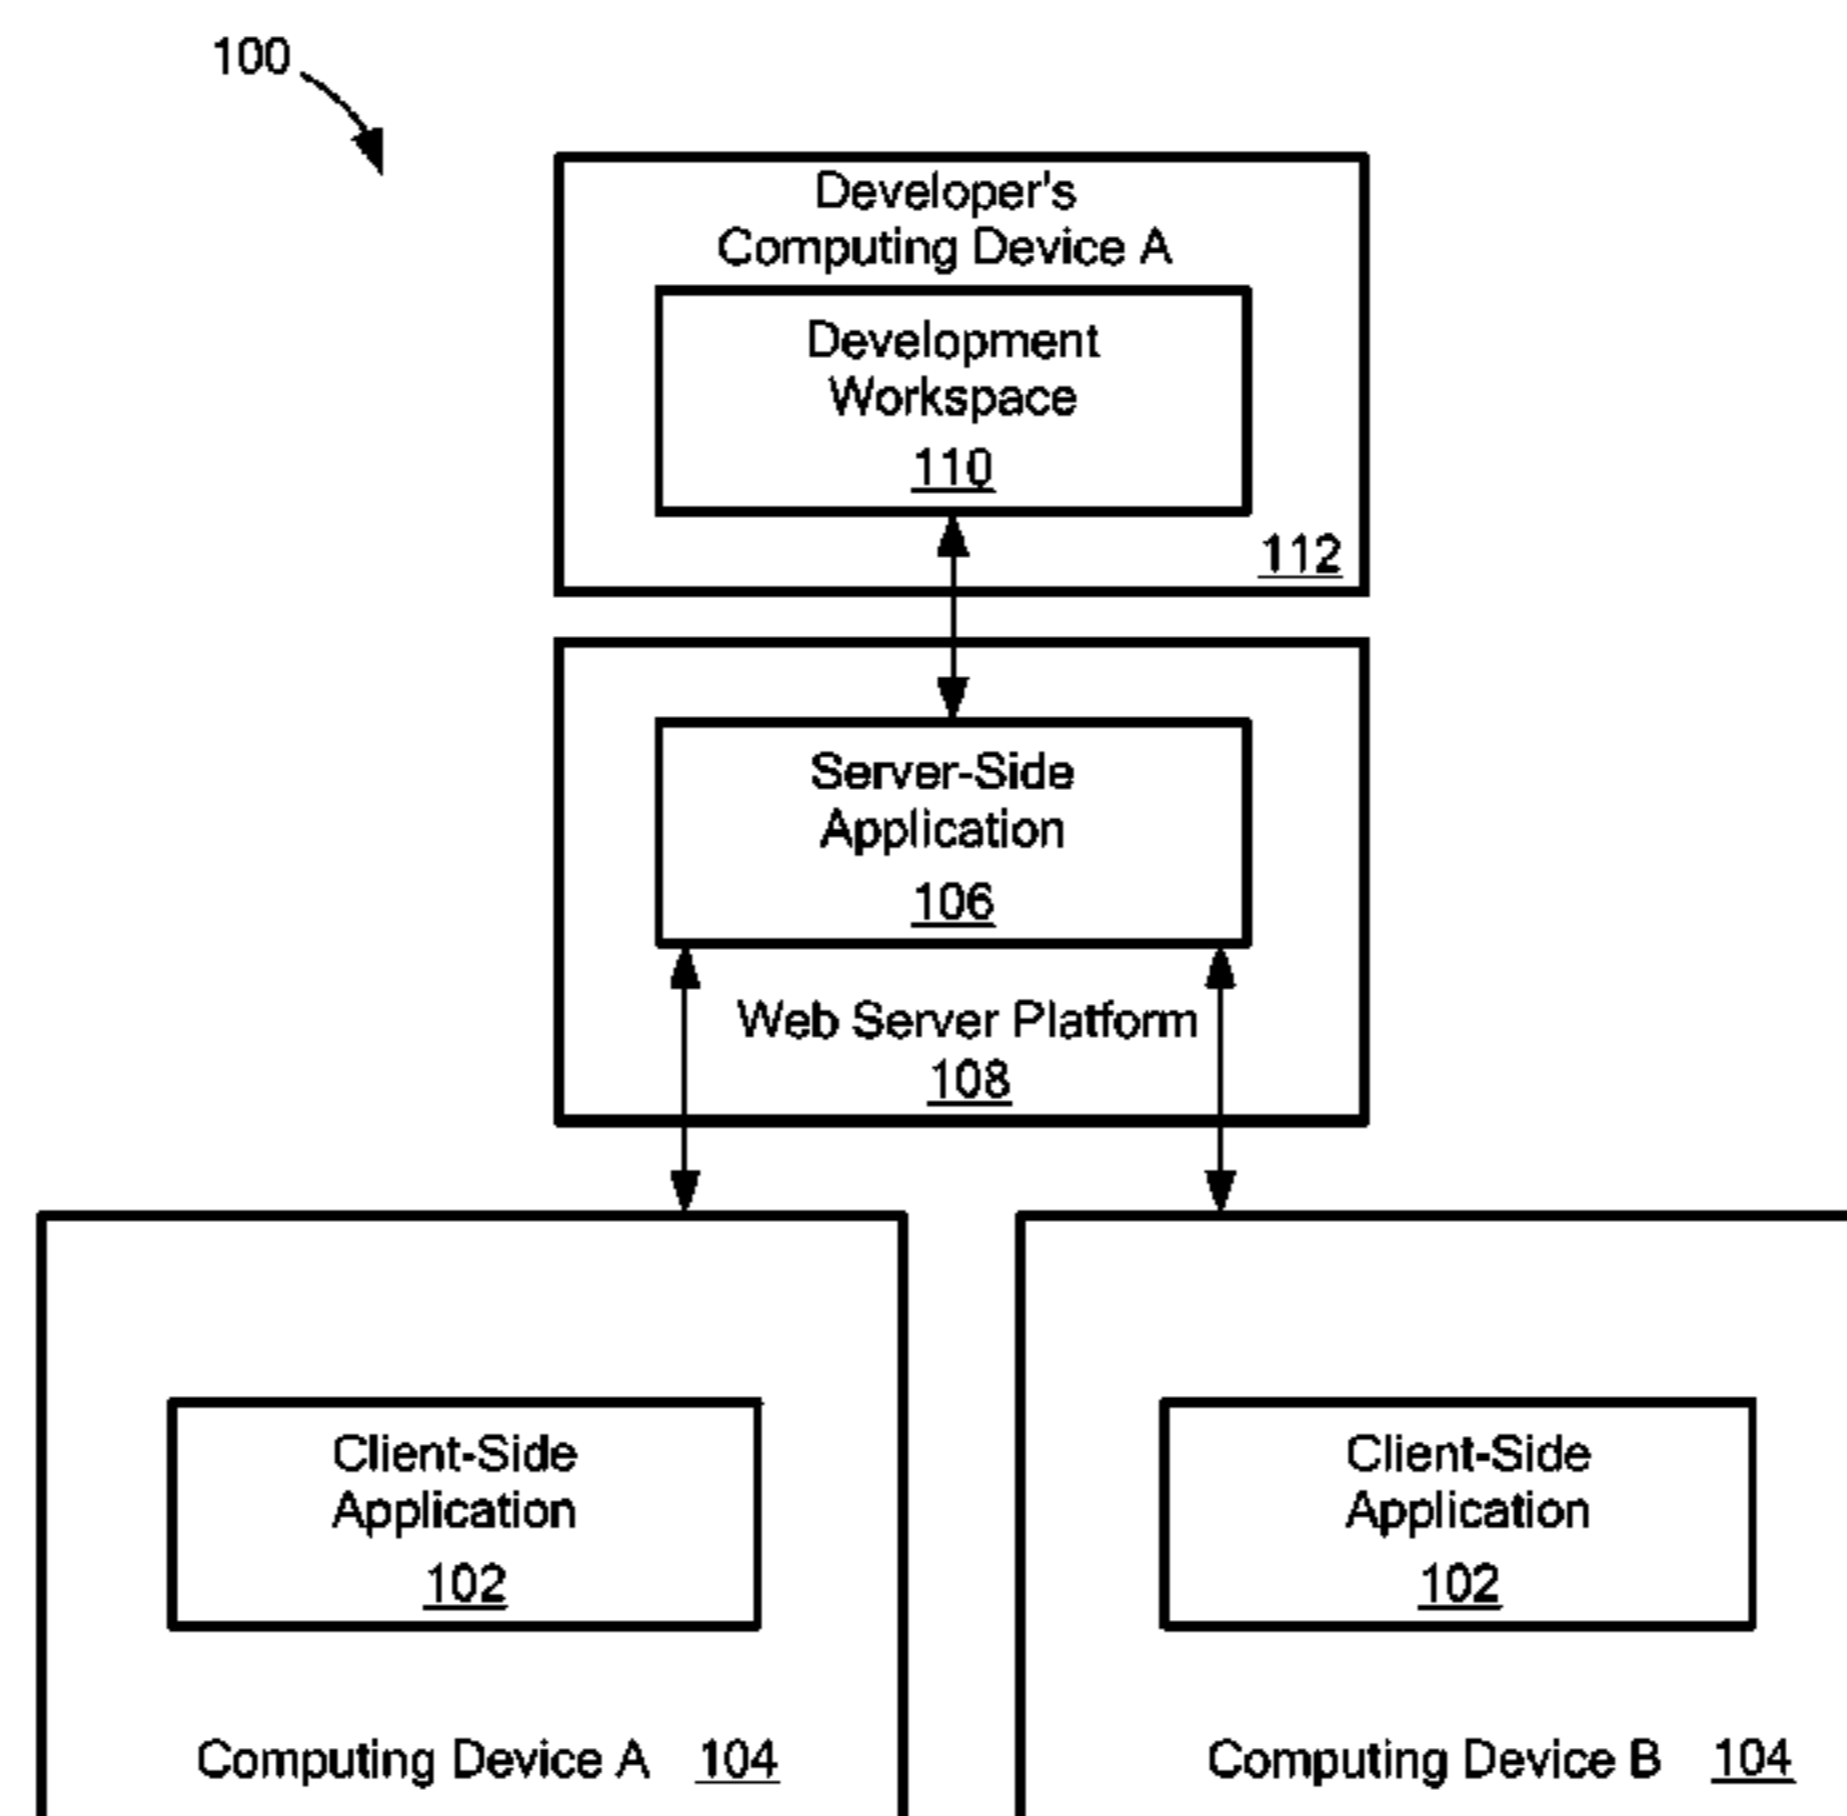 100
Developer's
Computing Device A
Development
Workspace
110
112
Server-Side
Application
106
Web Server Platform
108
Client-Side
Application
102
Computing Device A 104
Client-Side
Application
102
Computing Device B 104